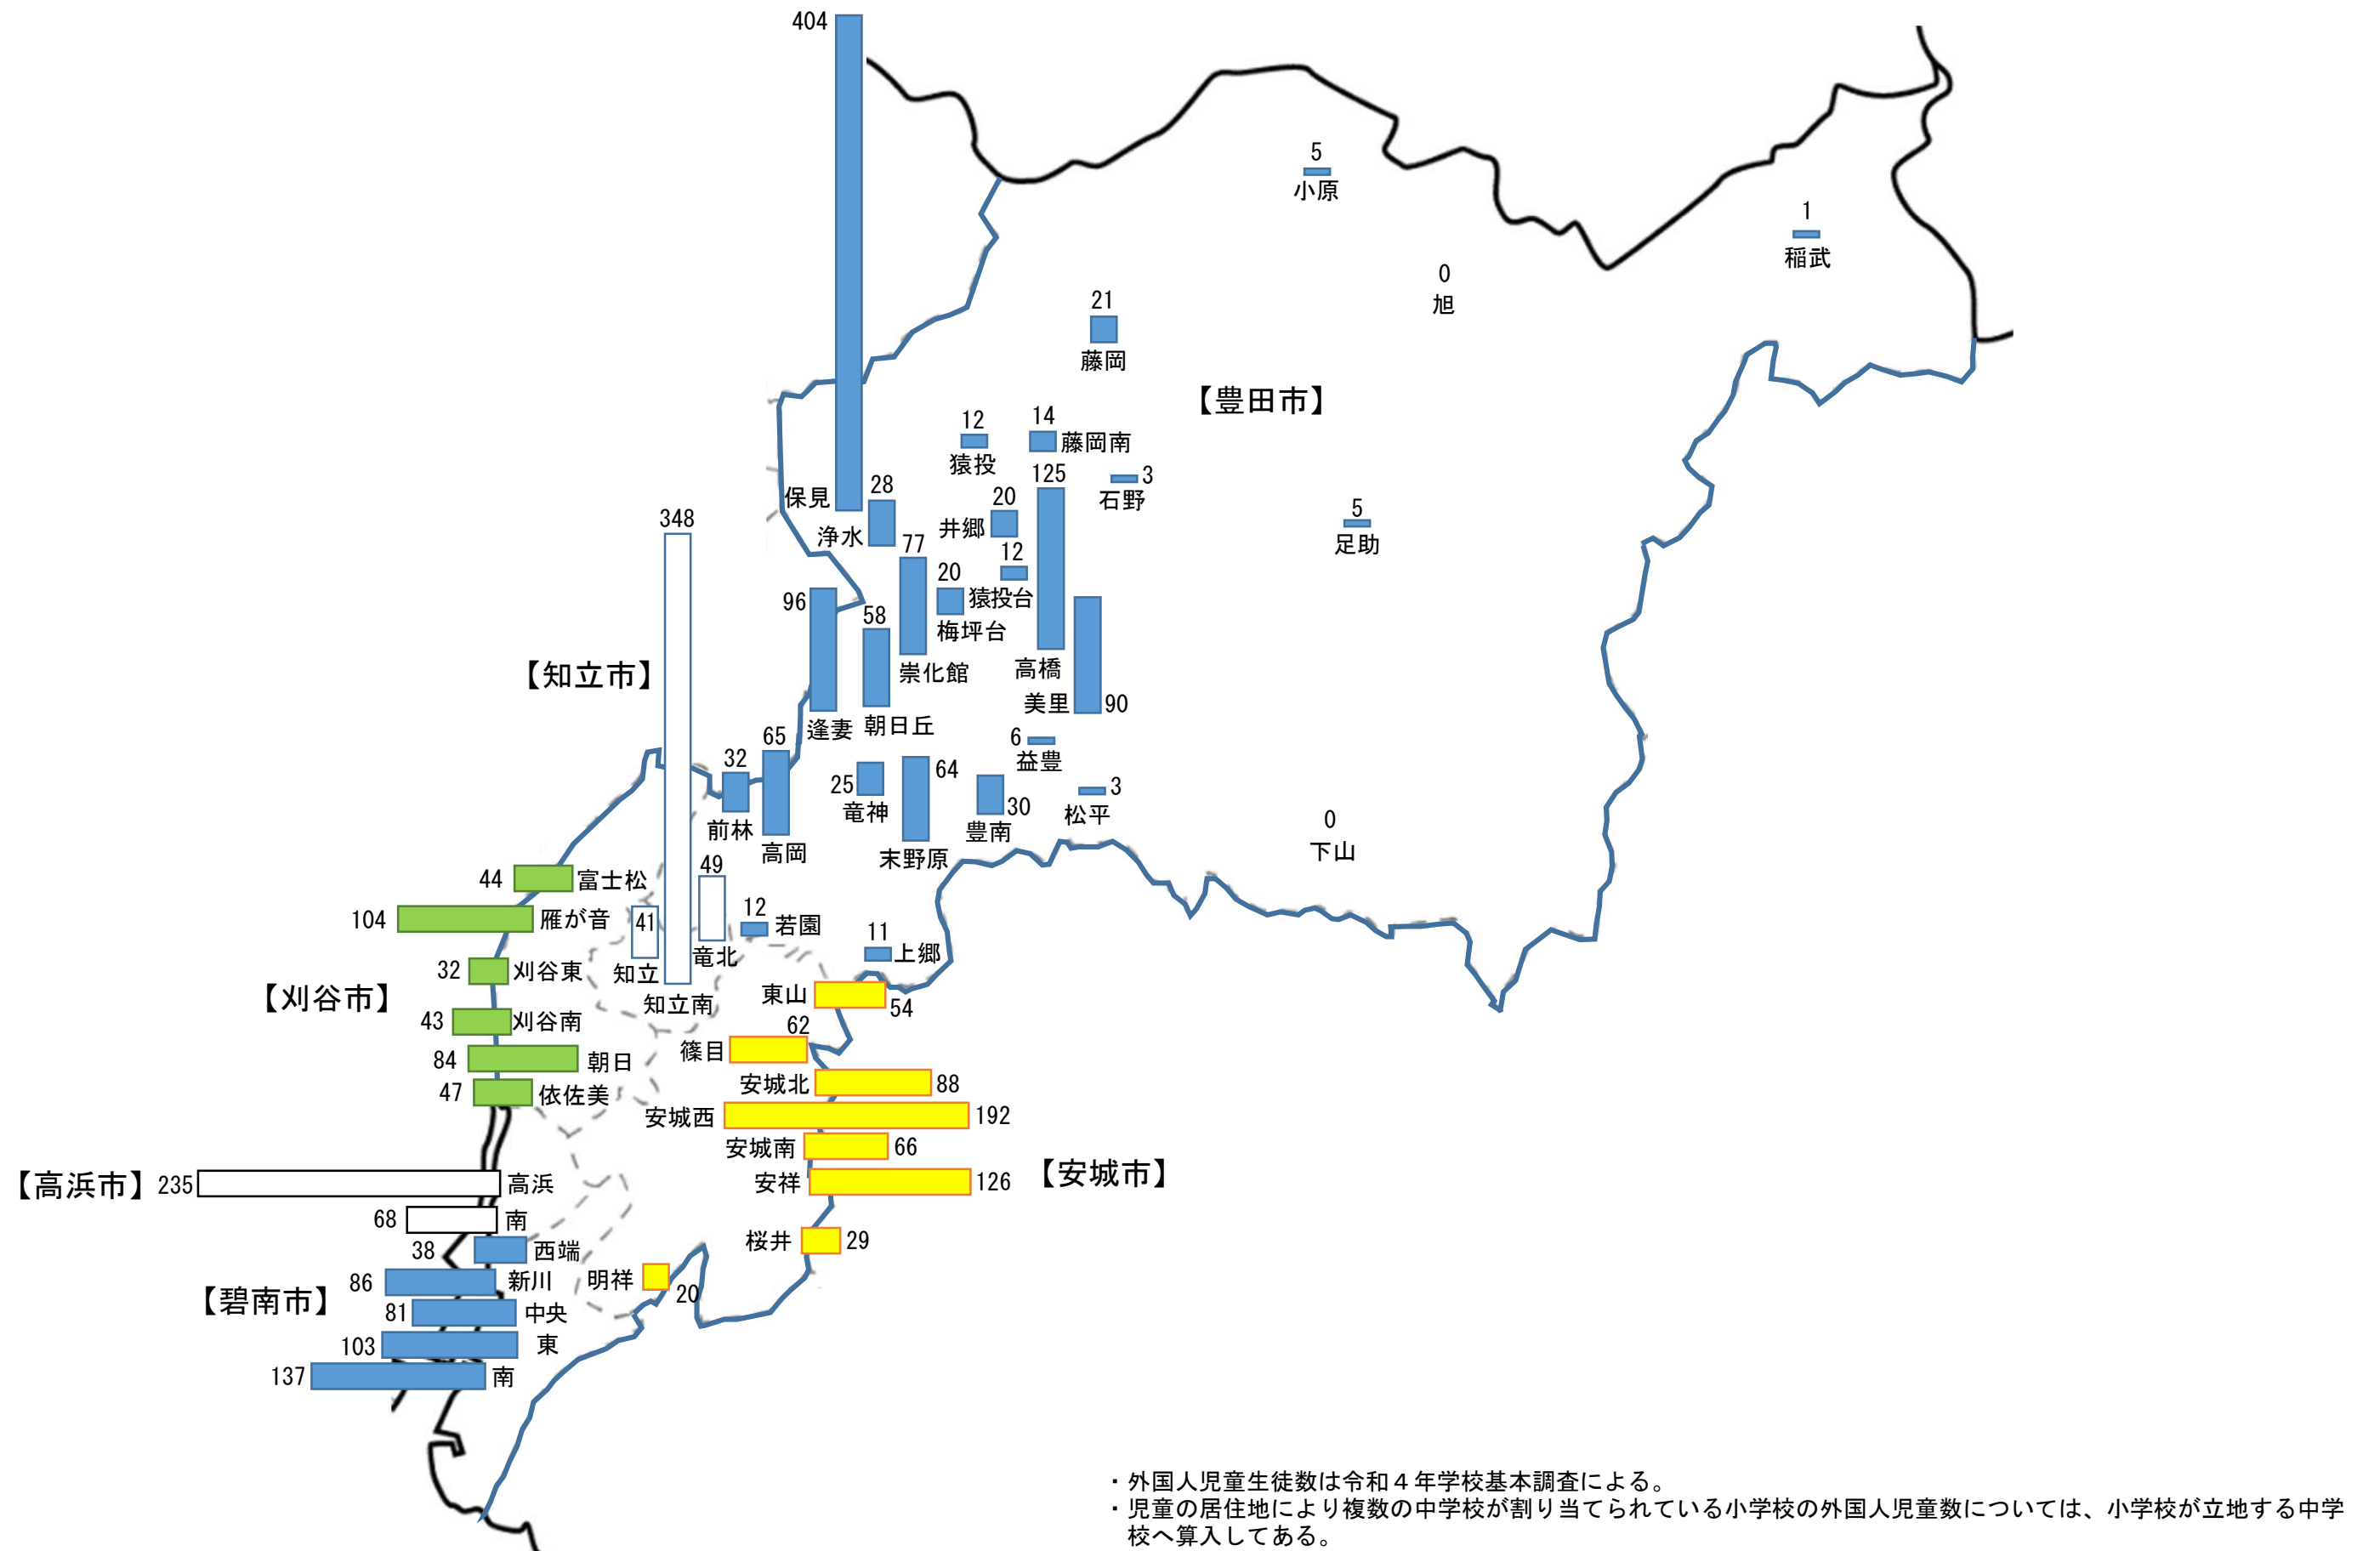 404
5
小原
1
稲武
0
旭
21
藤岡
【豊田市】
12
猿投
14
藤岡南
125
3
石野
保見
28
浄水
20
井郷
5
足助
348
77
12
猿投台
20
梅坪台
96
58
崇化館
高橋
【知立市】
美里
90
逢妻
朝日丘
6
益豊
65
32
前林
高岡
25
竜神
64
末野原
30
豊南
3
松平
0
下山
49
44
富士松
104
雁が音
41
知立
竜北
12
若園
11
上郷
32
刈谷東
【刈谷市】
知立南
東山
54
43
刈谷南
62
篠目
84
朝日
安城北
88
47
依佐美
安城西
192
安城南
66
【高浜市】
235
高浜
安祥
126
【安城市】
68
南
38
西端
桜井
29
86
新川
明祥
20
【碧南市】
81
中央
103
東
137
南
・外国人児童生徒数は令和４年学校基本調査による。
・児童の居住地により複数の中学校が割り当てられている小学校の外国人児童数については、小学校が立地する中学
校へ算入してある。